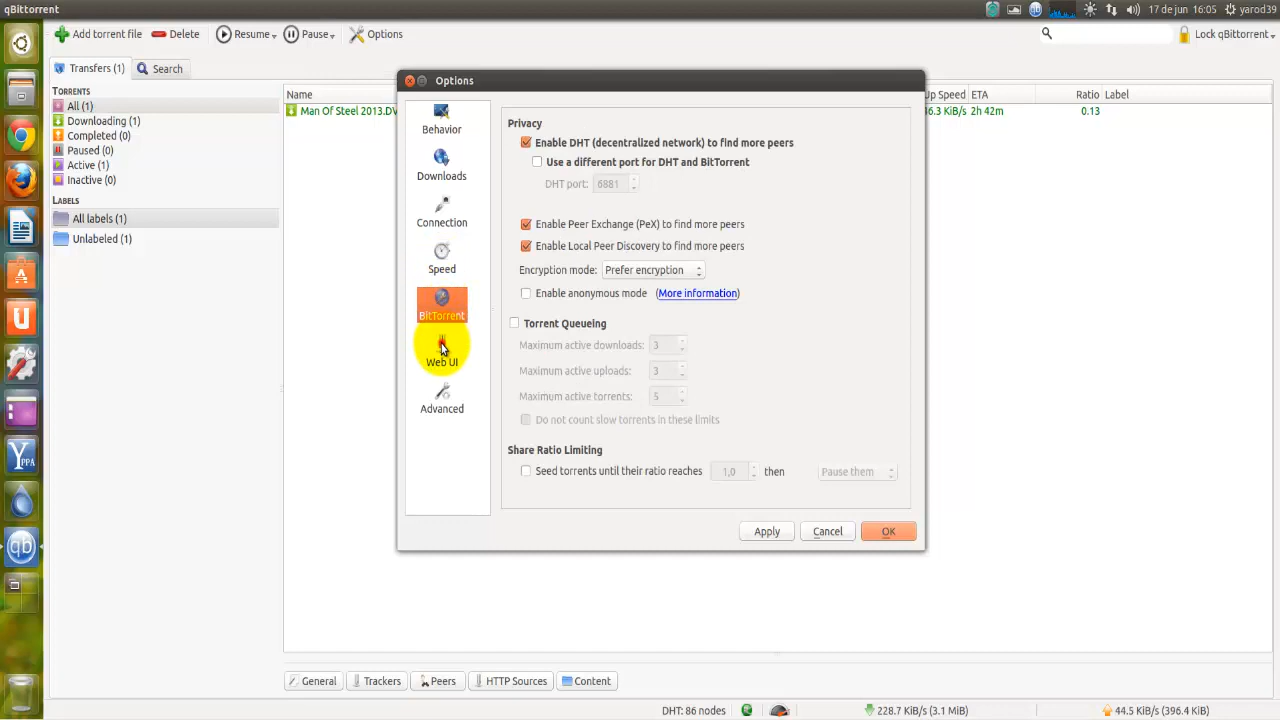 qBittorrent
17 de jun 16:05 yarod39
Add torrent file Delete Resume Pause Options Lock qBittorrent
Transfers (1) Search
TORRENTS
All (1)
Downloading (1)
Completed (0)
Paused (0)
Active (1)
Inactive (0)
LABELS
All labels (1)
Unlabeled (1)
Name Up Speed ETA Ratio Label
Man Of Steel 2013.DV 46.3 KiB/s 2h 42m 0.13
Options
Behavior
Downloads
Connection
Speed
BitTorrent
Web UI
Advanced
Privacy
Enable DHT (decentralized network) to find more peers
Use a different port for DHT and BitTorrent
DHT port: 6881
Enable Peer Exchange (PeX) to find more peers
Enable Local Peer Discovery to find more peers
Encryption mode: Prefer encryption
Enable anonymous mode (More information)
Torrent Queueing
Maximum active downloads: 3
Maximum active uploads: 3
Maximum active torrents: 5
Do not count slow torrents in these limits
Share Ratio Limiting
Seed torrents until their ratio reaches 1,0 then Pause them
Apply Cancel OK
YPPA
qb
General Trackers Peers HTTP Sources Content
DHT: 86 nodes 228.7 KiB/s (3.1 MiB) 44.5 KiB/s (396.4 KiB)